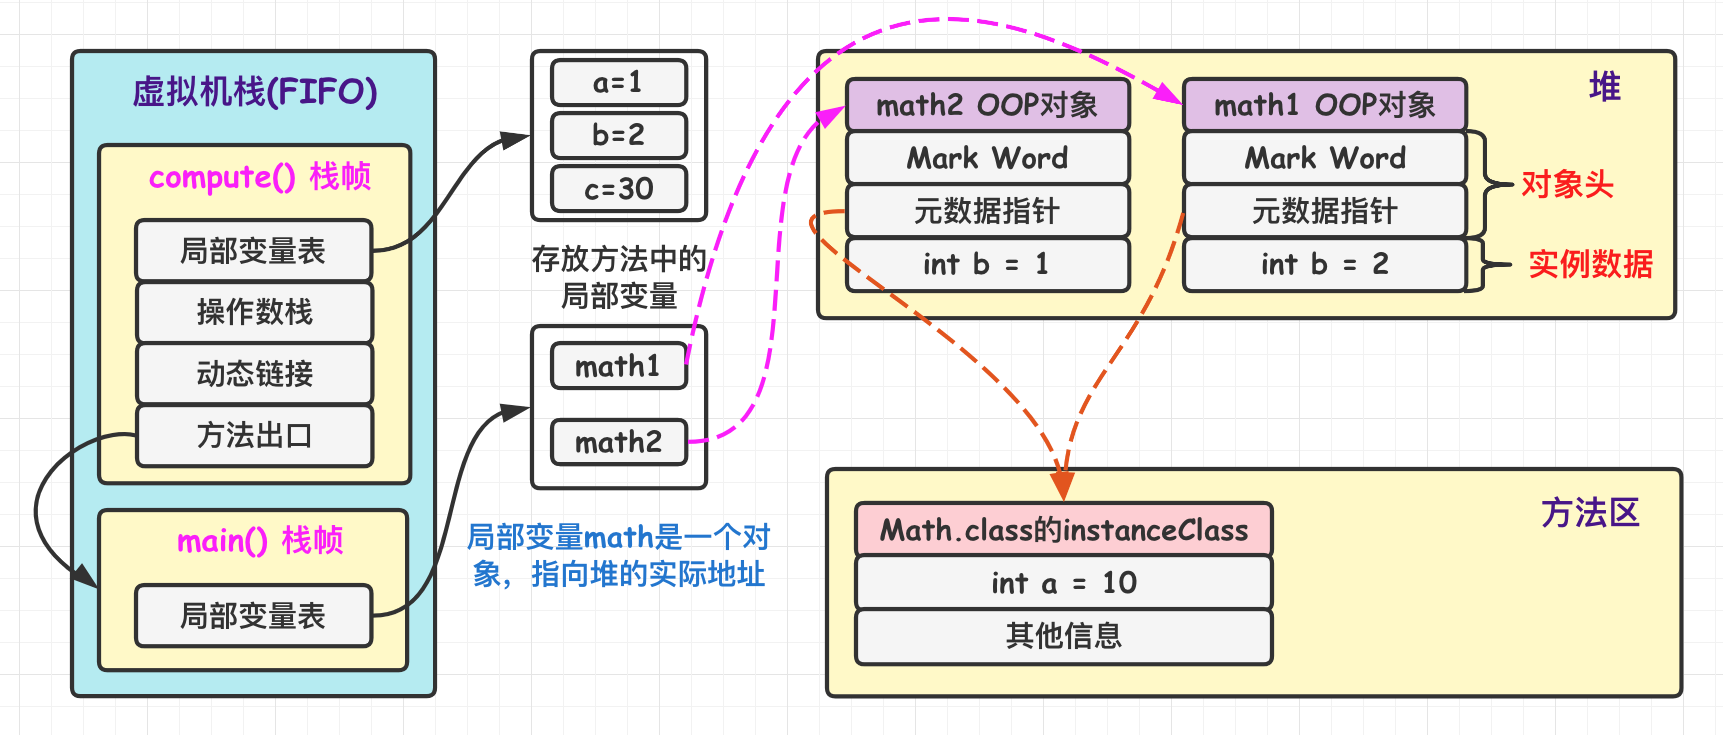 虚拟机栈(FIFO)
compute() 栈帧
局部变量表
操作数栈
动态链接
方法出口
main() 栈帧
局部变量表
a=1
b=2
c=30
存放方法中的
局部变量
math1
math2
局部变量math是一个对
象，指向堆的实际地址
堆
math2 OOP对象
Mark Word
元数据指针
int b = 1
math1 OOP对象
Mark Word
元数据指针
int b = 2
对象头
实例数据
方法区
Math.class的instanceClass
int a = 10
其他信息